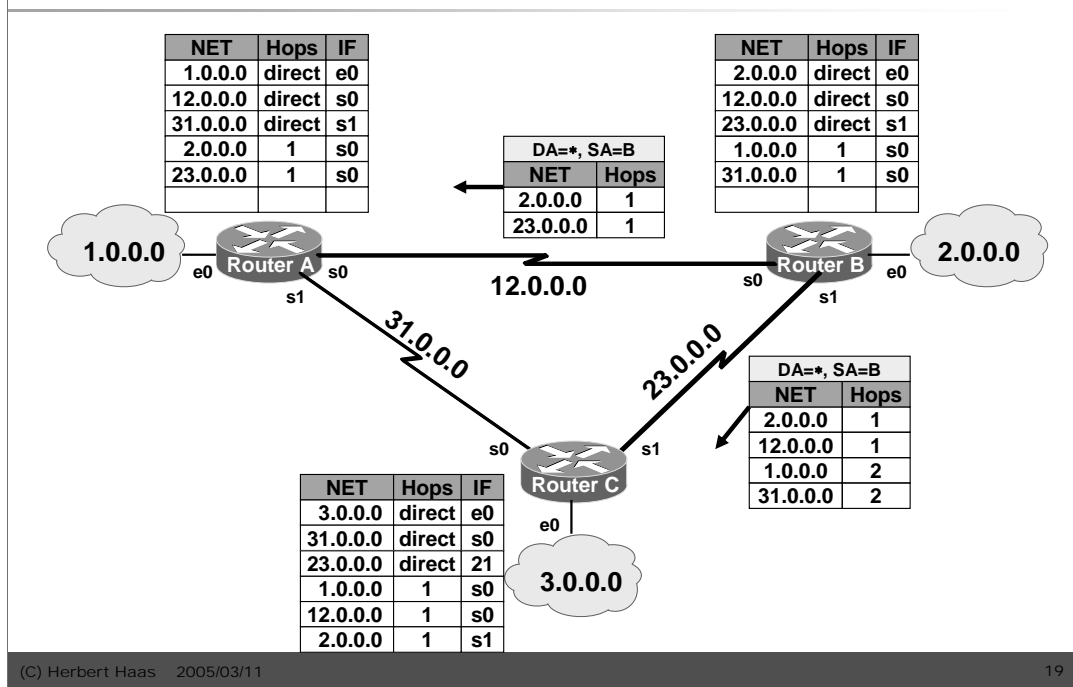 NET Hops IF
1.0.0.0 direct e0
12.0.0.0 direct s0
31.0.0.0 direct s1
2.0.0.0 1 s0
23.0.0.0 1 s0
NET Hops IF
2.0.0.0 direct e0
12.0.0.0 direct s0
23.0.0.0 direct s1
1.0.0.0 1 s0
31.0.0.0 1 s0
DA=*, SA=B
NET Hops
2.0.0.0 1
23.0.0.0 1
1.0.0.0
e0
Router A
s0
s1
12.0.0.0
s0
Router B
e0
s1
2.0.0.0
31.0.0.0
23.0.0.0
DA=*, SA=B
NET Hops
2.0.0.0 1
12.0.0.0 1
1.0.0.0 2
31.0.0.0 2
s0
s1
Router C
e0
3.0.0.0
NET Hops IF
3.0.0.0 direct e0
31.0.0.0 direct s0
23.0.0.0 direct 21
1.0.0.0 1 s0
12.0.0.0 1 s0
2.0.0.0 1 s1
(C) Herbert Haas 2005/03/11
19